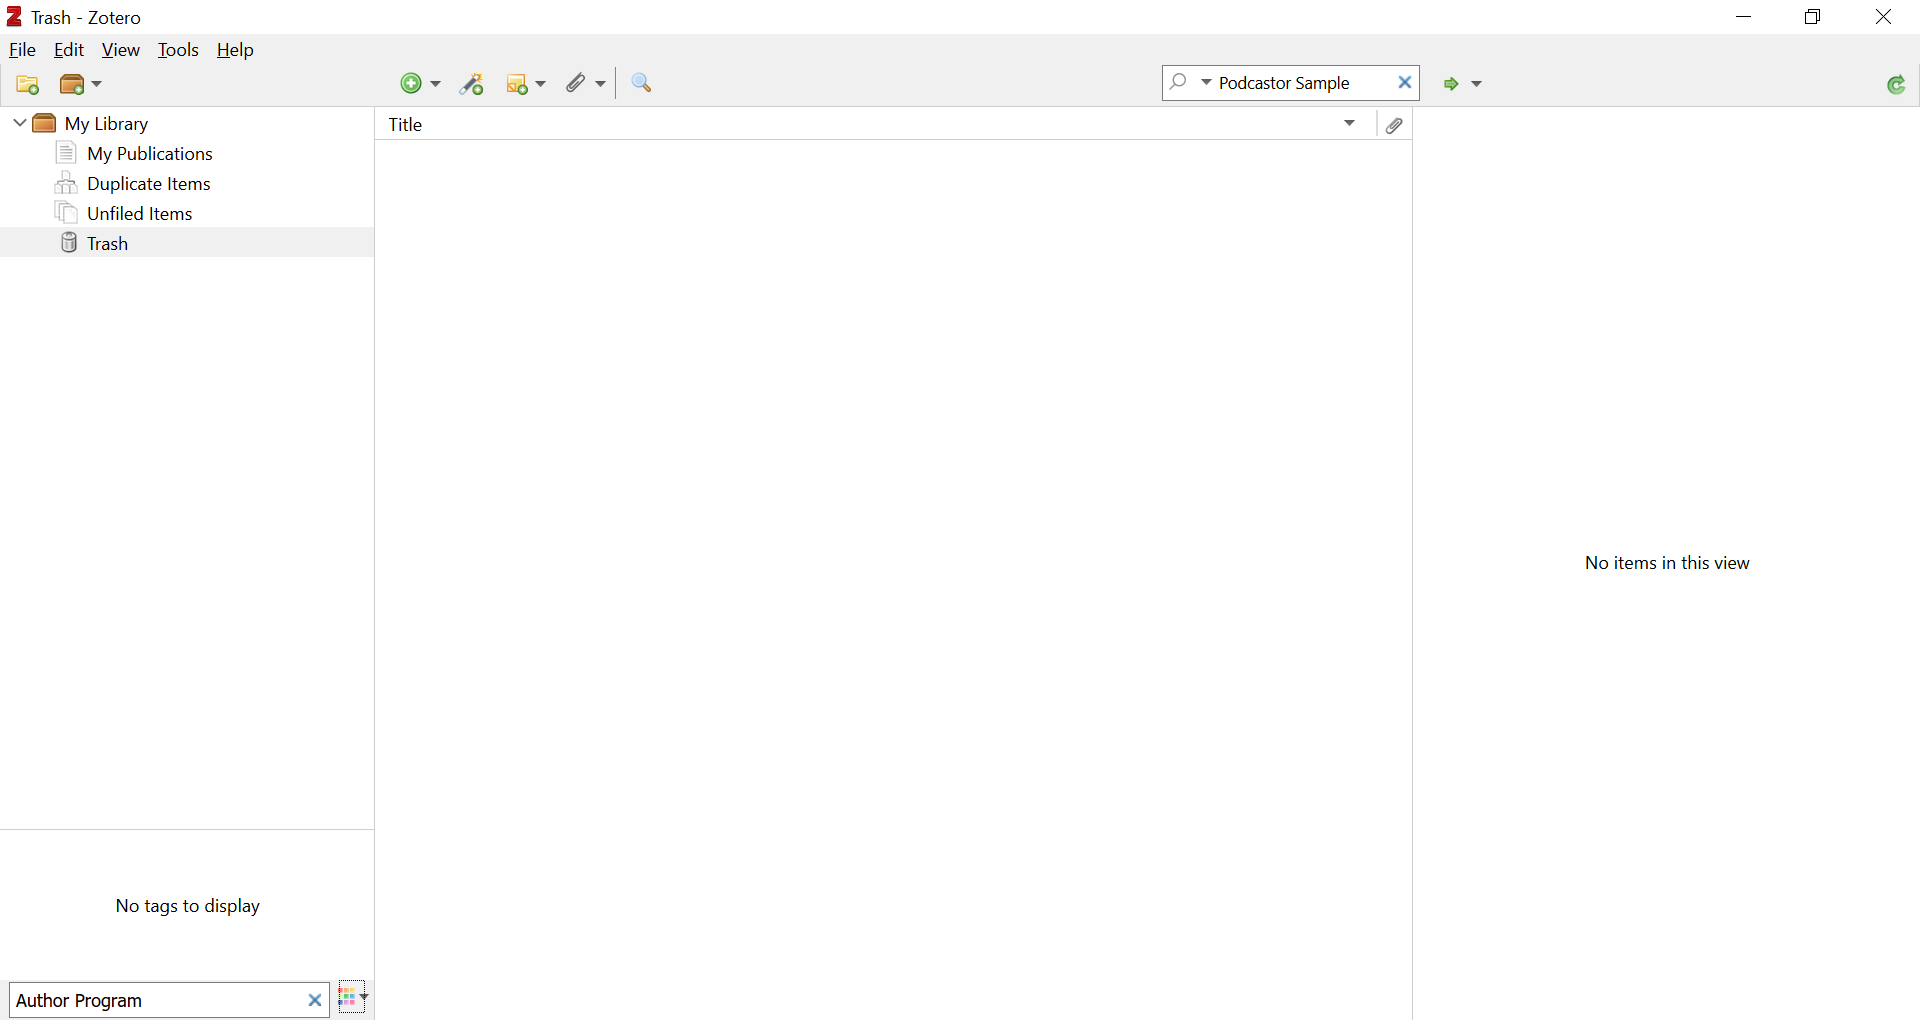 Trash - Zotero
File Edit View Tools Help
Podcastor Sample
My Library
My Publications
Duplicate Items
Unfiled Items
Trash
Title
No items in this view
No tags to display
Author Program